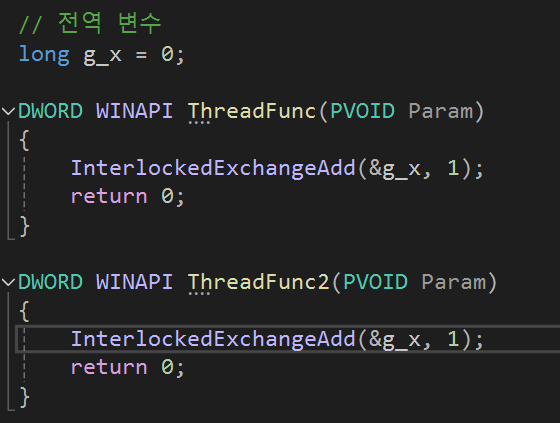 // 전역 변수
long g_x = 0;
DWORD WINAPI ThreadFunc(PVOID Param)
{
InterlockedExchangeAdd(&g_x, 1);
return 0;
}
DWORD WINAPI ThreadFunc2(PVOID Param)
{
InterlockedExchangeAdd(&g_x, 1);
return 0;
}